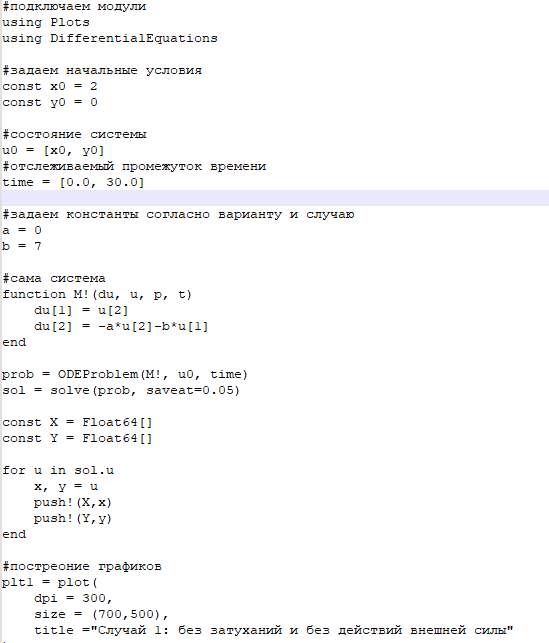 #подключаем модули
using Plots
using DifferentialEquations
#задаем начальные условия
const x0 = 2
const y0 = 0
#состояние системы
u0 = [x0, y0]
#отслеживаемый промежуток времени
time = [0.0, 30.0]
#задаем константы согласно варианту и случаю
a = 0
b = 7
#сама система
function M!(du, u, p, t)
    du[1] = u[2]
    du[2] = -a*u[2]-b*u[1]
end
prob = ODEProblem(M!, u0, time)
sol = solve(prob, saveat=0.05)
const X = Float64[]
const Y = Float64[]
for u in sol.u
    x, y = u
    push!(X,x)
    push!(Y,y)
end
#постреоние графиков
plt1 = plot(
    dpi = 300,
    size = (700,500),
    title ="Случай 1: без затуханий и без действий внешней силы"